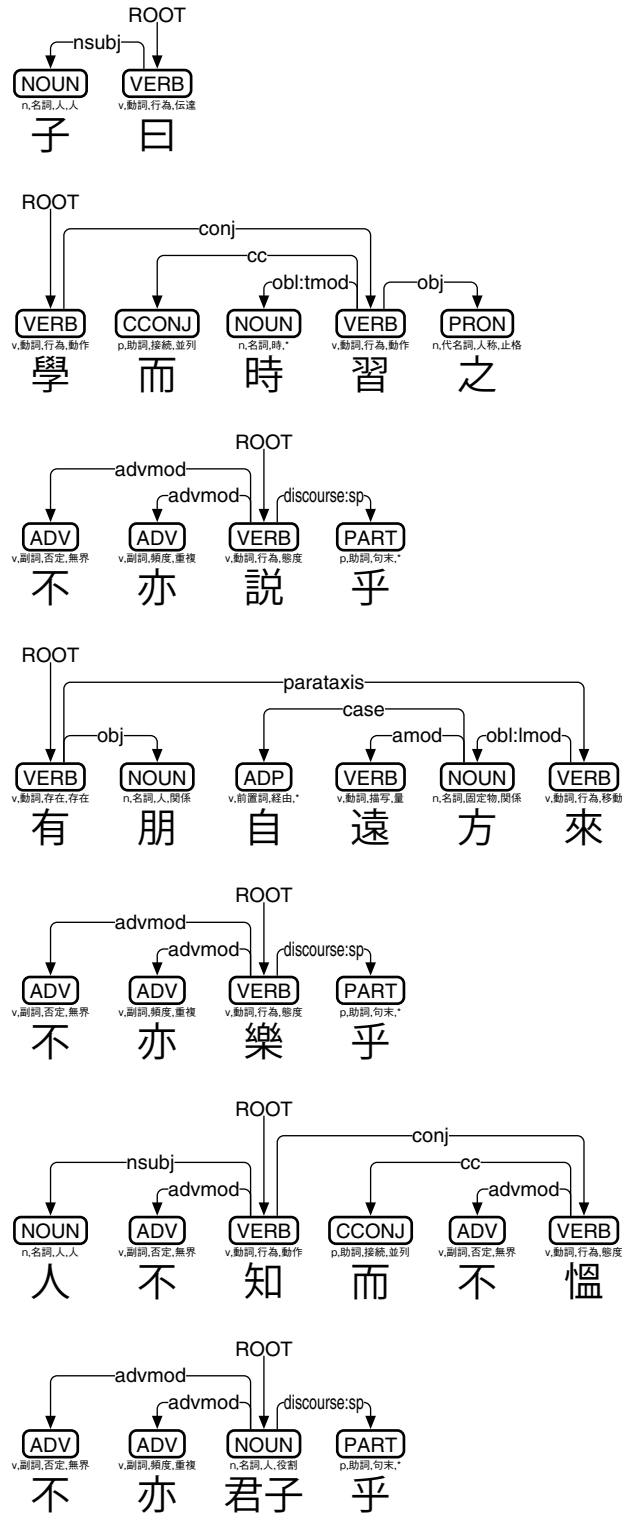 ROOT
nsubj
NOUN VERB
n,名詞,人,人 v,動詞,行為,伝達
子 曰
ROOT
conj
cc
obl:tmod obj
VERB CCONJ NOUN VERB PRON
v,動詞,行為,動作 p,助詞,接続,並列 n,名詞,時,* v,動詞,行為,動作 n,代名詞,人称,止格
學 而 時 習 之
ROOT
advmod
advmod discourse:sp
ADV ADV VERB PART
v,副詞,否定,無界 v,副詞,頻度,重複 v,動詞,行為,態度 p,助詞,句末,*
不 亦 説 乎
ROOT
parataxis
case
obj amod obl:lmod
VERB NOUN ADP VERB NOUN VERB
v,動詞,存在,存在 n,名詞,人,関係 v,前置詞,経由,* v,動詞,描写,量 n,名詞,固定物,関係 v,動詞,行為,移動
有 朋 自 遠 方 來
ROOT
advmod
advmod discourse:sp
ADV ADV VERB PART
v,副詞,否定,無界 v,副詞,頻度,重複 v,動詞,行為,態度 p,助詞,句末,*
不 亦 樂 乎
ROOT
conj
nsubj cc
advmod advmod
NOUN ADV VERB CCONJ ADV VERB
n,名詞,人,人 v,副詞,否定,無界 v,動詞,行為,動作 p,助詞,接続,並列 v,副詞,否定,無界 v,動詞,行為,態度
人 不 知 而 不 慍
ROOT
advmod
advmod discourse:sp
ADV ADV NOUN PART
v,副詞,否定,無界 v,副詞,頻度,重複 n,名詞,人,役割 p,助詞,句末,*
不 亦 君子 乎